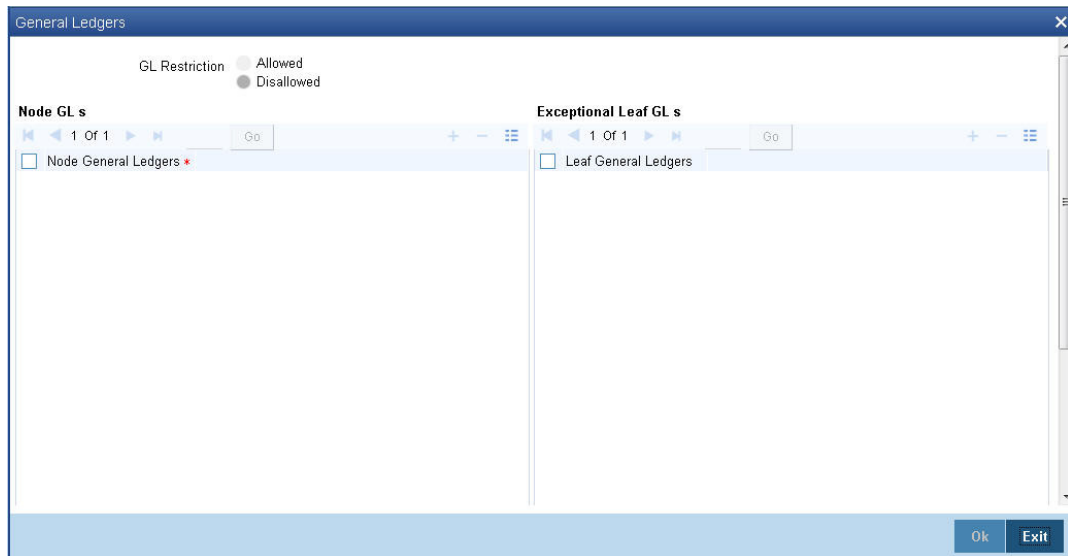 General Ledgers
GL Restriction
Allowed
Disallowed
Node GL s
1 Of 1
Go
Node General Ledgers *
Exceptional Leaf GL s
1 Of 1
Go
Leaf General Ledgers
Ok
Exit